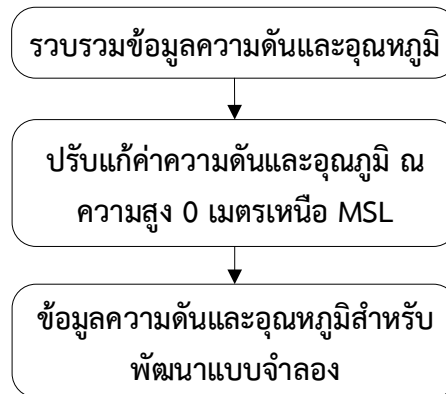 รวบรวมข้อมูลความดันและอุณหภูมิ
ปรับแก้ค่าความดันและอุณภูมิ ณ
ความสูง 0 เมตรเหนือ MSL
ข้อมูลความดันและอุณหภูมิสำหรับ
พัฒนาแบบจำลอง